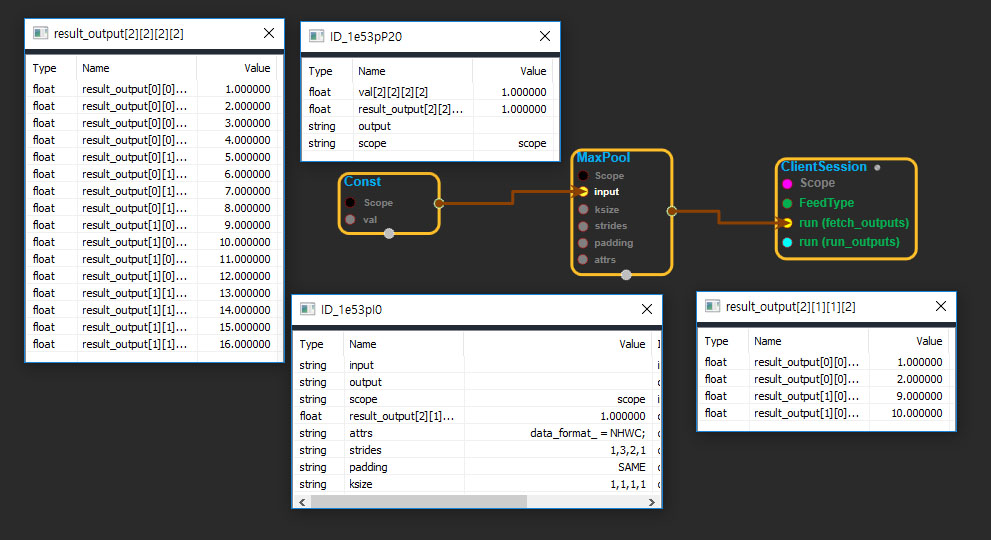 result_output[2][2][2][2]
Type Name Value
float result_output[0][0]... 1.000000
float result_output[0][0]... 2.000000
float result_output[0][0]... 3.000000
float result_output[0][0]... 4.000000
float result_output[0][1]... 5.000000
float result_output[0][1]... 6.000000
float result_output[0][1]... 7.000000
float result_output[0][1]... 8.000000
float result_output[1][0]... 9.000000
float result_output[1][0]... 10.000000
float result_output[1][0]... 11.000000
float result_output[1][0]... 12.000000
float result_output[1][1]... 13.000000
float result_output[1][1]... 14.000000
float result_output[1][1]... 15.000000
float result_output[1][1]... 16.000000
ID_1e53pP20
Type Name Value
float val[2][2][2][2] 1.000000
float result_output[2][2]... 1.000000
string output
string scope scope
Const
Scope
val
MaxPool
Scope
input
ksize
strides
padding
attrs
ClientSession
Scope
FeedType
run (fetch_outputs)
run (run_outputs)
ID_1e53pI0
Type Name Value
string input
string output
string scope scope
float result_output[2][1]... 1.000000
string attrs data_format_ = NHWC;
string strides 1,3,2,1
string padding SAME
string ksize 1,1,1,1
result_output[2][1][1][2]
Type Name Value
float result_output[0][0]... 1.000000
float result_output[0][0]... 2.000000
float result_output[1][0]... 9.000000
float result_output[1][0]... 10.000000